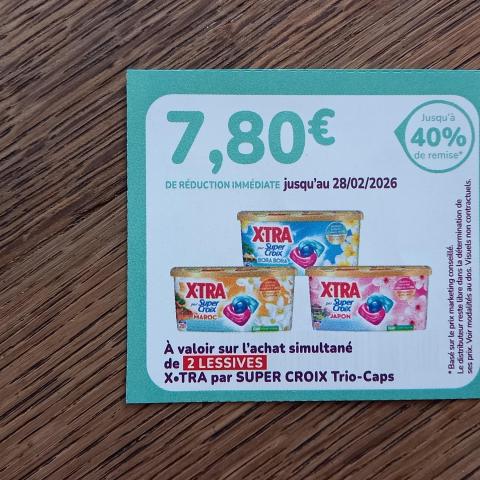 7,80€
DE RÉDUCTION IMMÉDIATE jusqu'au 28/02/2026
Jusqu'à
40%
de remise*
X•TRA
par Super
Croix
BORA BORA
X•TRA
par Super
Croix
MAROC
X•TRA
par Super
Croix
JAPON
À valoir sur l'achat simultané
de 2 LESSIVES
X•TRA par SUPER CROIX Trio-Caps
* Basé sur le prix marketing conseillé.
Le distributeur reste libre dans la détermination de
ses prix. Voir modalités au dos. Visuels non contractuels.